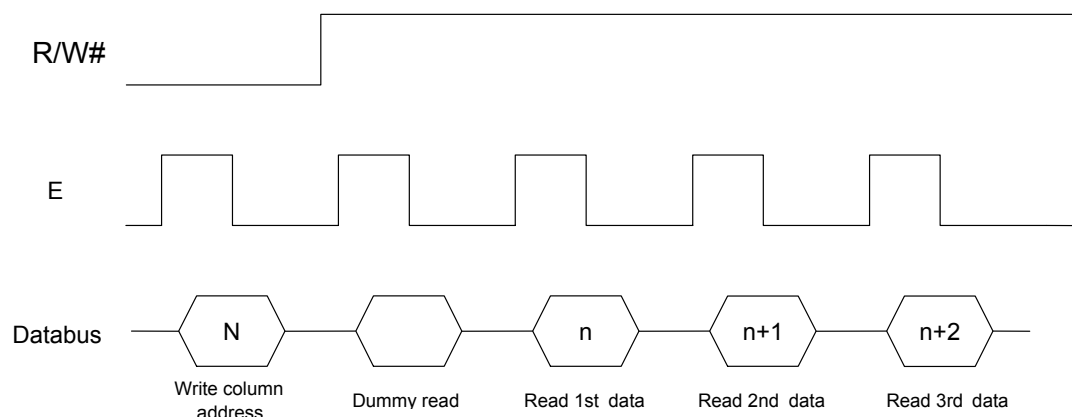 R/W#
E
Databus
N
n
n+1
n+2
Write column
address
Dummy read
Read 1st data
Read 2nd data
Read 3rd data